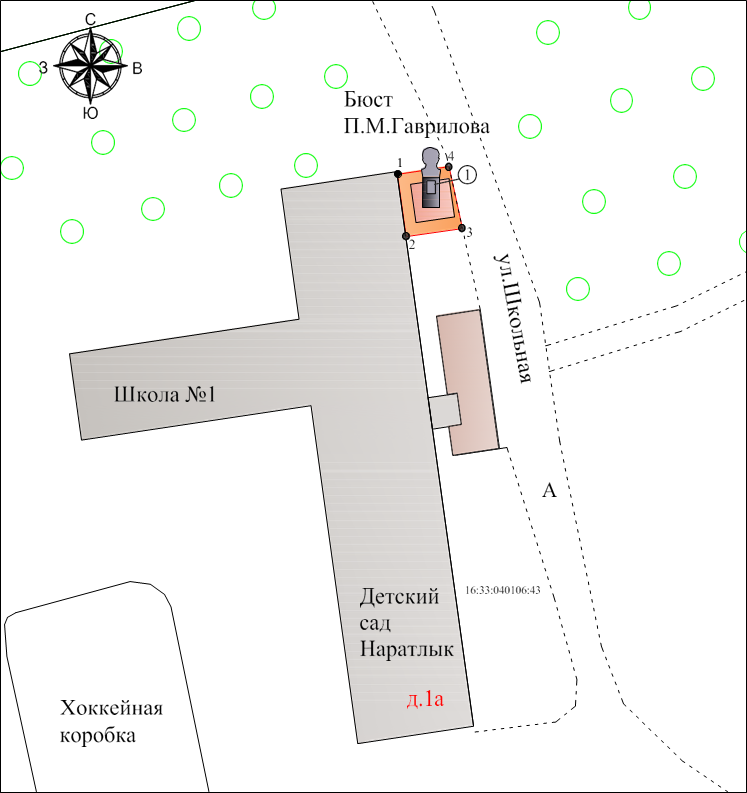 С
З
В
Ю
Бюст
П.М.Гаврилова
1
4
1
2
3
ул.Школьная
Школа №1
А
16:33:040106:43
Детский
сад
Наратлык
д.1а
Хоккейная
коробка